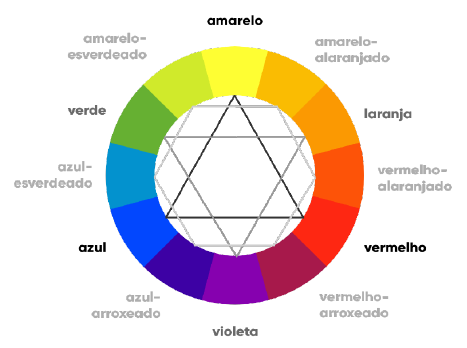 amarelo
amarelo-
esverdeado
amarelo-
alaranjado
verde
laranja
azul-
esverdeado
vermelho-
alaranjado
azul
vermelho
azul-
arroxeado
vermelho-
arroxeado
violeta